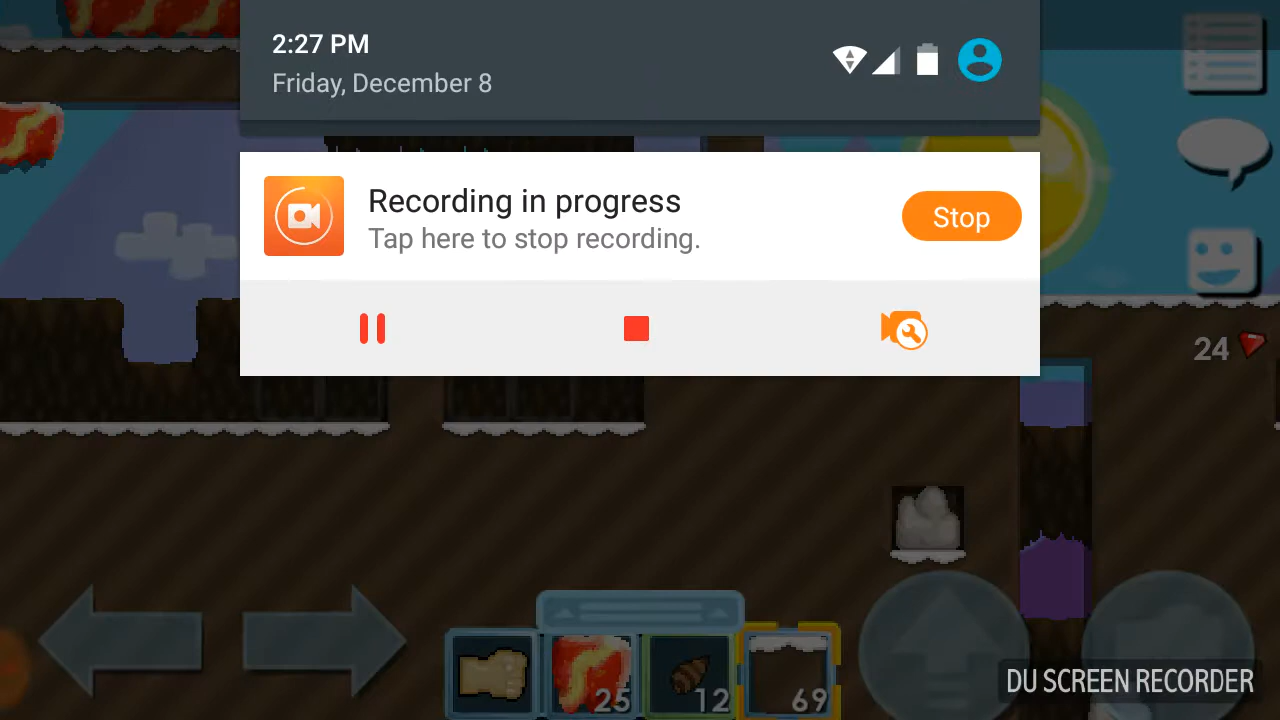 2:27 PM
Friday, December 8
Recording in progress
Tap here to stop recording.
Stop
24
25
12
69
DU SCREEN RECORDER